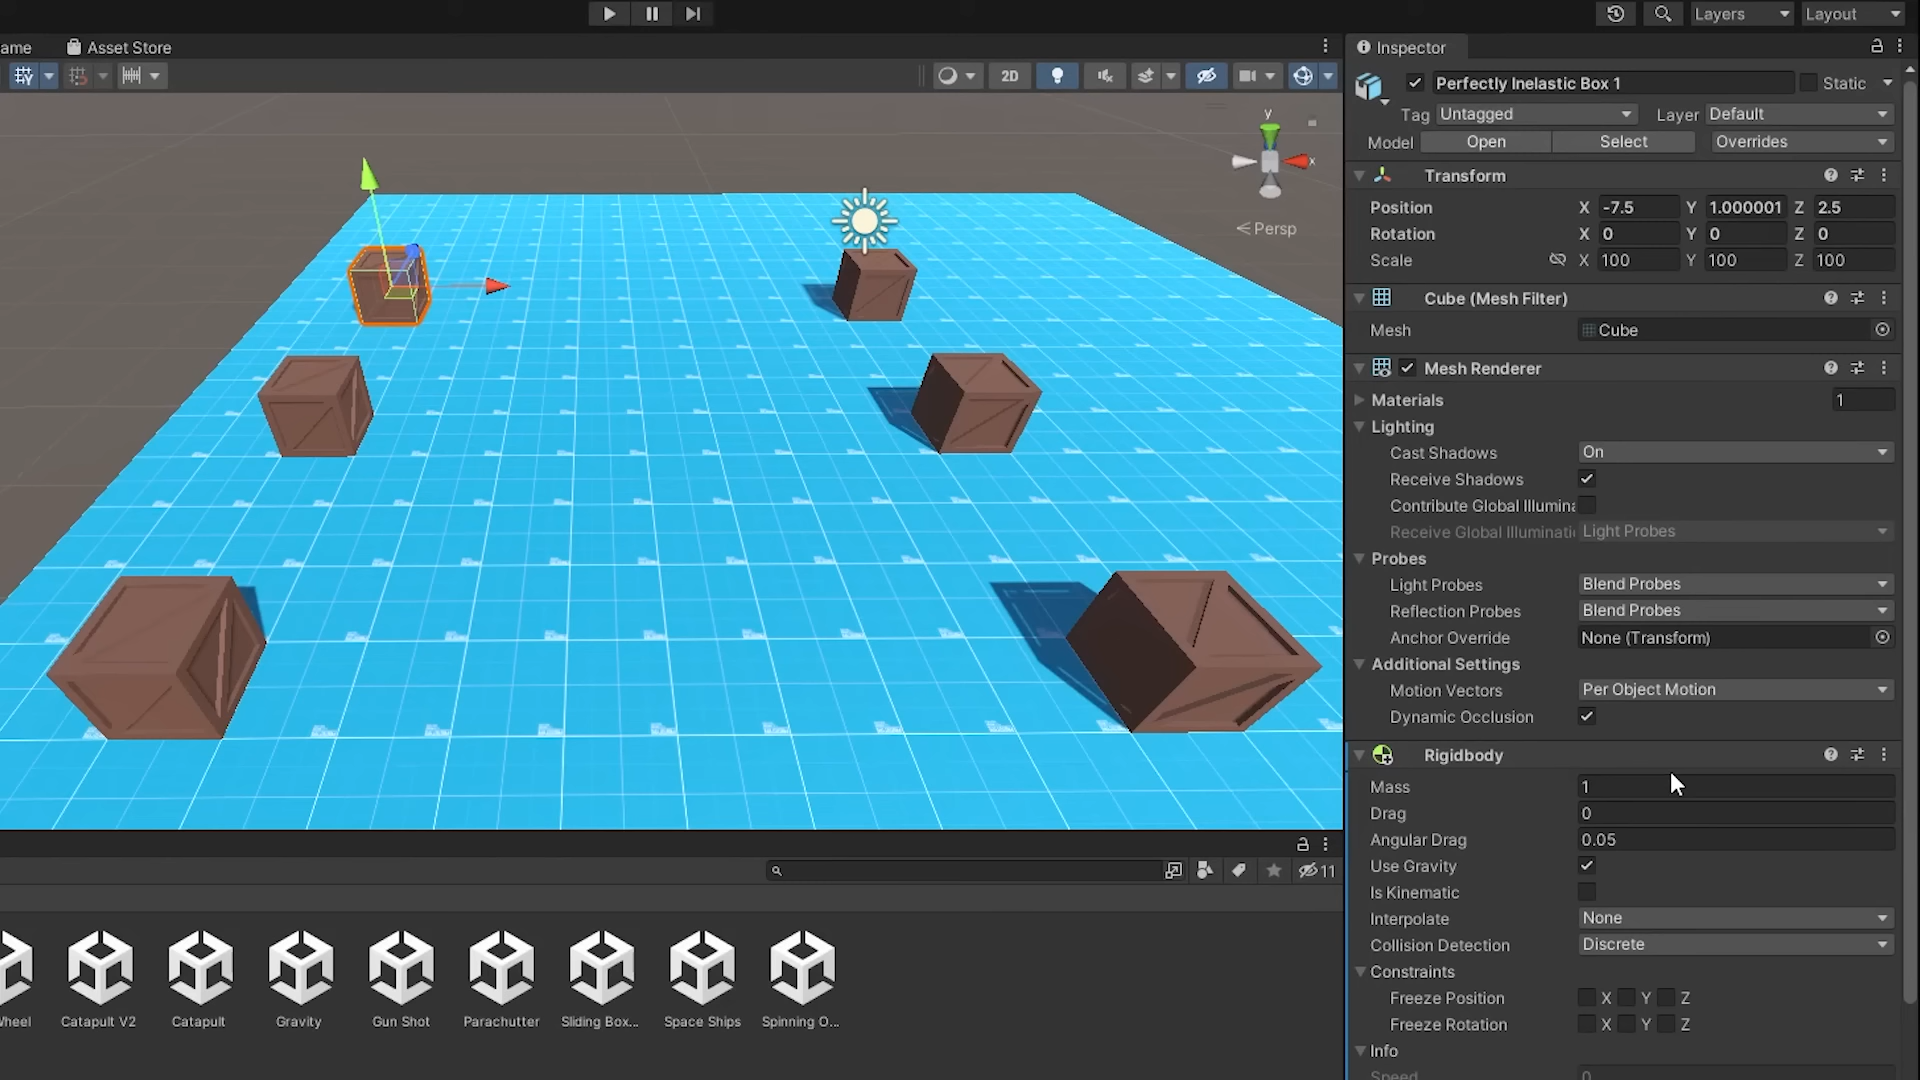 Layers
Layout
ame
Asset Store
Inspector
2D
Perfectly Inelastic Box 1
Static
Tag Untagged Layer Default
Model Open Select Overrides
Transform
Position X -7.5 Y 1.000001 Z 2.5
Rotation X 0 Y 0 Z 0
Scale X 100 Y 100 Z 100
y
x
Persp
Cube (Mesh Filter)
Mesh Cube
Mesh Renderer
Materials 1
Lighting
Cast Shadows On
Receive Shadows
Contribute Global Illumina
Receive Global Illuminati Light Probes
Probes
Light Probes Blend Probes
Reflection Probes Blend Probes
Anchor Override None (Transform)
Additional Settings
Motion Vectors Per Object Motion
Dynamic Occlusion
Rigidbody
Mass 1
Drag 0
Angular Drag 0.05
Use Gravity
Is Kinematic
Interpolate None
Collision Detection Discrete
Constraints
Freeze Position X Y Z
Freeze Rotation X Y Z
Info
Speed 0
11
Wheel
Catapult V2
Catapult
Gravity
Gun Shot
Parachutter
Sliding Box...
Space Ships
Spinning O...